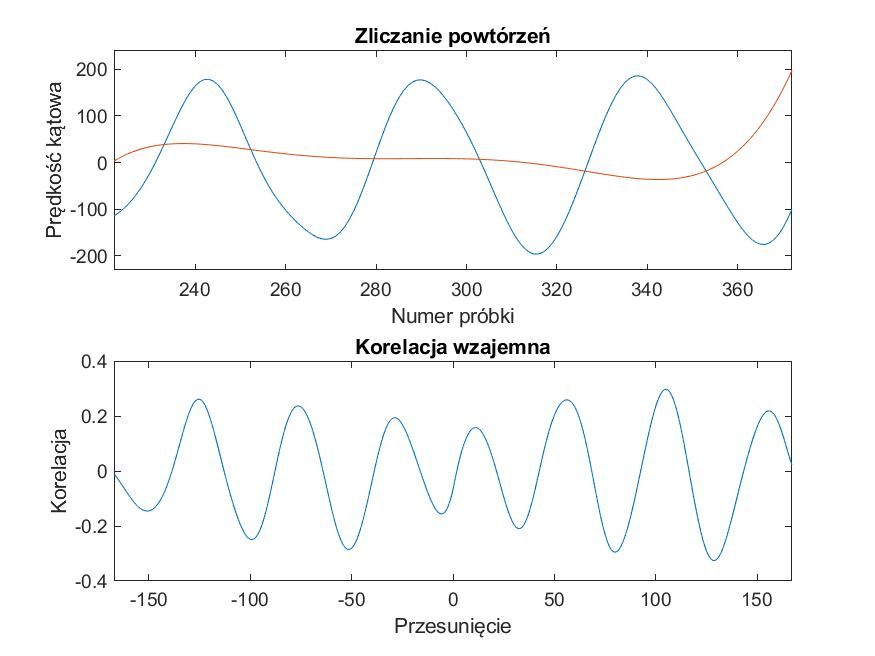 Zliczanie powtórzeń
200
100
0
-100
-200
Prędkość kątowa
240 260 280 300 320 340 360
Numer próbki
Korelacja wzajemna
0.4
0.2
0
-0.2
-0.4
Korelacja
-150 -100 -50 0 50 100 150
Przesunięcie